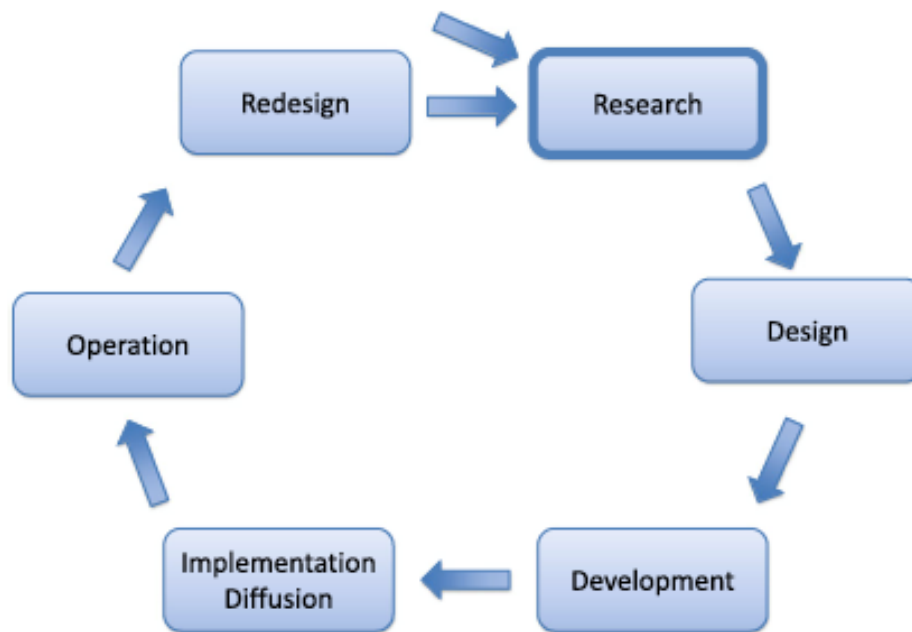 Redesign
Research
Operation
Design
Implementation
Diffusion
Development